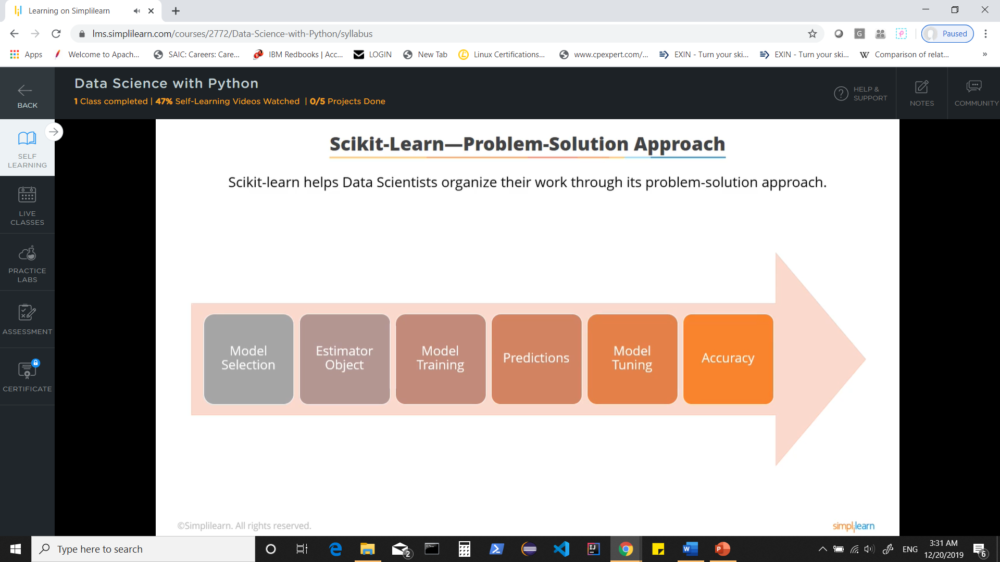 Learning on Simplilearn
lms.simplilearn.com/courses/2772/Data-Science-with-Python/syllabus
G
Paused
Apps
Welcome to Apach...
SAIC: Careers: Care...
IBM Redbooks | Acc...
LOGIN
New Tab
Linux Certifications...
www.cpexpert.com/...
EXIN - Turn your ski...
EXIN - Turn your ski...
W
Comparison of relat...
»
BACK
Data Science with Python
1 Class completed | 47% Self-Learning Videos Watched | 0/5 Projects Done
HELP &
SUPPORT
NOTES
COMMUNITY
SELF
LEARNING
LIVE
CLASSES
PRACTICE
LABS
ASSESSMENT
CERTIFICATE
Scikit-Learn—Problem-Solution Approach
Scikit-learn helps Data Scientists organize their work through its problem-solution approach.
Model
Selection
Estimator
Object
Model
Training
Predictions
Model
Tuning
Accuracy
©Simplilearn. All rights reserved.
simplilearn
Type here to search
2
IJ
W
P
ENG
3:31 AM
12/20/2019
6